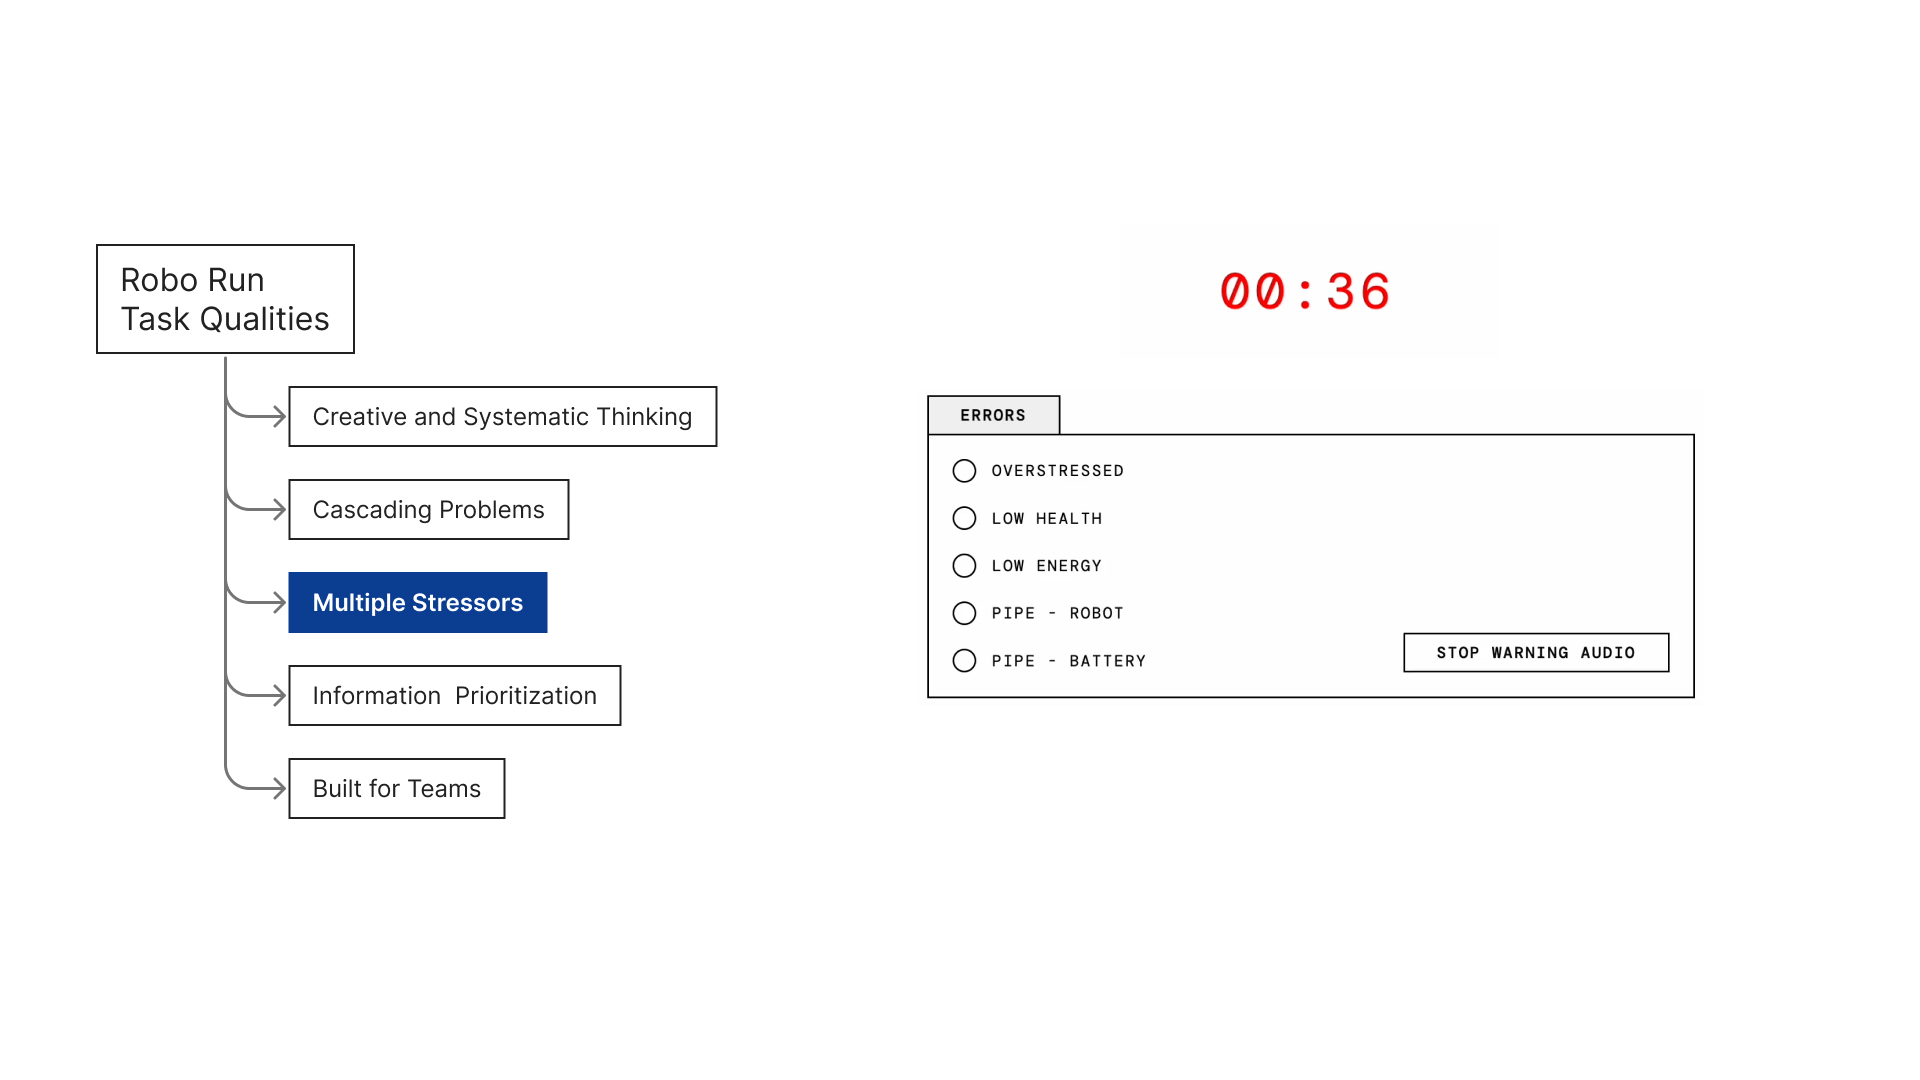 Robo Run
Task Qualities
Creative and Systematic Thinking
Cascading Problems
Multiple Stressors
Information  Prioritization
Built for Teams
00:36
ERRORS
OVERSTRESSED
LOW HEALTH
LOW ENERGY
PIPE - ROBOT
PIPE - BATTERY
STOP WARNING AUDIO